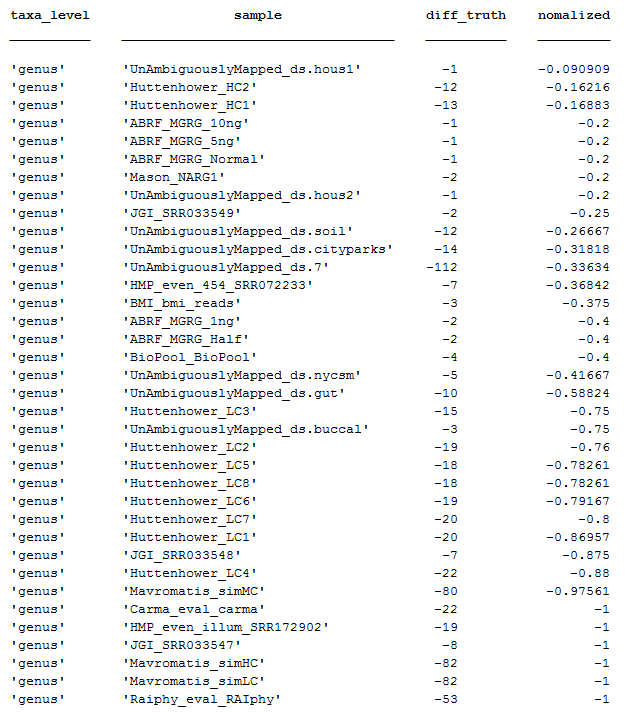 taxa_level sample diff_truth nomalized
'genus' 'UnAmbiguouslyMapped_ds.hous1' -1 -0.090909
'genus' 'Huttenhower_HC2' -12 -0.16216
'genus' 'Huttenhower_HC1' -13 -0.16883
'genus' 'ABRF_MGRG_10ng' -1 -0.2
'genus' 'ABRF_MGRG_5ng' -1 -0.2
'genus' 'ABRF_MGRG_Normal' -1 -0.2
'genus' 'Mason_NARG1' -2 -0.2
'genus' 'UnAmbiguouslyMapped_ds.hous2' -1 -0.2
'genus' 'JGI_SRR033549' -2 -0.25
'genus' 'UnAmbiguouslyMapped_ds.soil' -12 -0.26667
'genus' 'UnAmbiguouslyMapped_ds.cityparks' -14 -0.31818
'genus' 'UnAmbiguouslyMapped_ds.7' -112 -0.33634
'genus' 'HMP_even_454_SRR072233' -7 -0.36842
'genus' 'BMI_bmi_reads' -3 -0.375
'genus' 'ABRF_MGRG_1ng' -2 -0.4
'genus' 'ABRF_MGRG_Half' -2 -0.4
'genus' 'BioPool_BioPool' -4 -0.4
'genus' 'UnAmbiguouslyMapped_ds.nycsm' -5 -0.41667
'genus' 'UnAmbiguouslyMapped_ds.gut' -10 -0.58824
'genus' 'Huttenhower_LC3' -15 -0.75
'genus' 'UnAmbiguouslyMapped_ds.buccal' -3 -0.75
'genus' 'Huttenhower_LC2' -19 -0.76
'genus' 'Huttenhower_LC5' -18 -0.78261
'genus' 'Huttenhower_LC8' -18 -0.78261
'genus' 'Huttenhower_LC6' -19 -0.79167
'genus' 'Huttenhower_LC7' -20 -0.8
'genus' 'Huttenhower_LC1' -20 -0.86957
'genus' 'JGI_SRR033548' -7 -0.875
'genus' 'Huttenhower_LC4' -22 -0.88
'genus' 'Mavromatis_simMC' -80 -0.97561
'genus' 'Carma_eval_carma' -22 -1
'genus' 'HMP_even_illum_SRR172902' -19 -1
'genus' 'JGI_SRR033547' -8 -1
'genus' 'Mavromatis_simHC' -82 -1
'genus' 'Mavromatis_simLC' -82 -1
'genus' 'Raiphy_eval_RAIphy' -53 -1